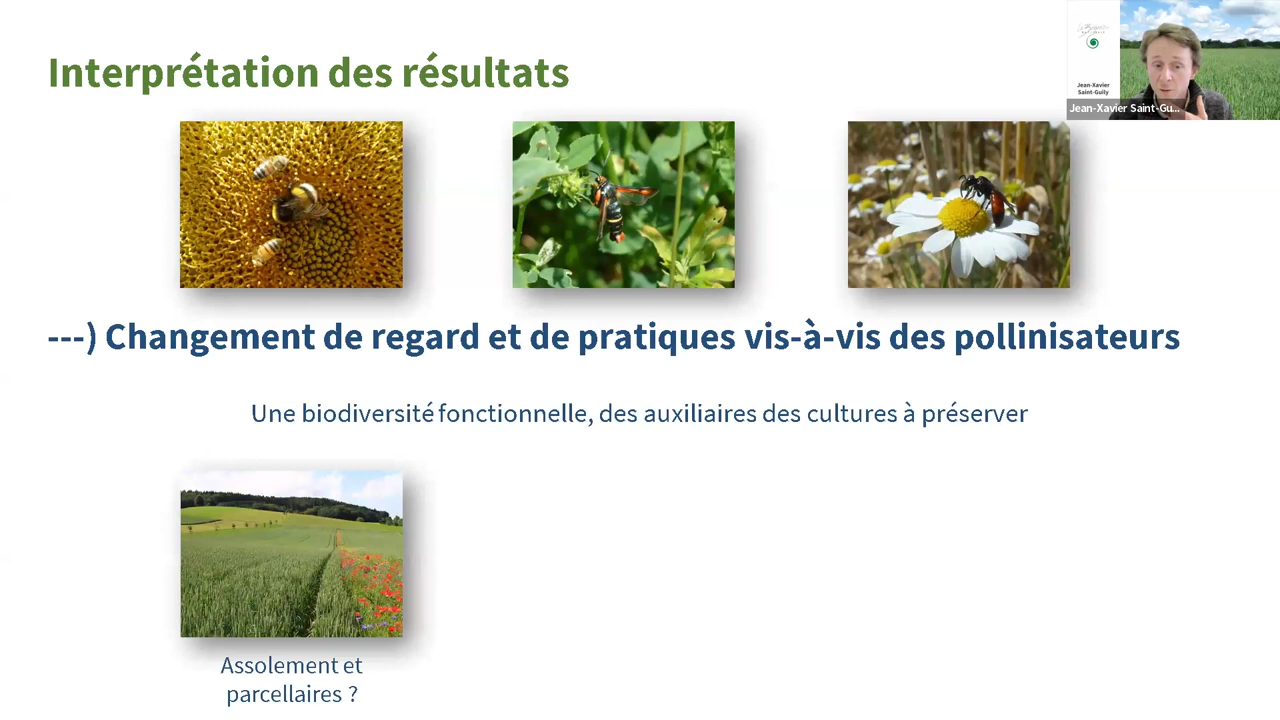 Interprétation des résultats
Jean-Xavier
Saint-Guily
Jean-Xavier Saint-Gu...
---) Changement de regard et de pratiques vis-à-vis des pollinisateurs
Une biodiversité fonctionnelle, des auxiliaires des cultures à préserver
Assolement et
parcellaires ?